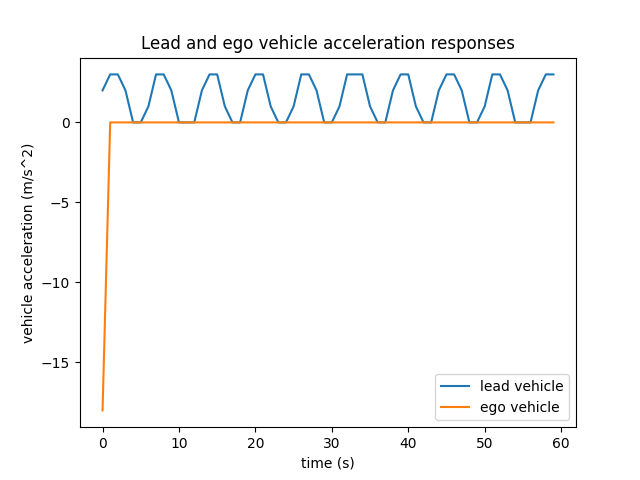 Lead and ego vehicle acceleration responses
vehicle acceleration (m/s^2)
0
−5
−10
−15
lead vehicle
ego vehicle
0 10 20 30 40 50 60
time (s)